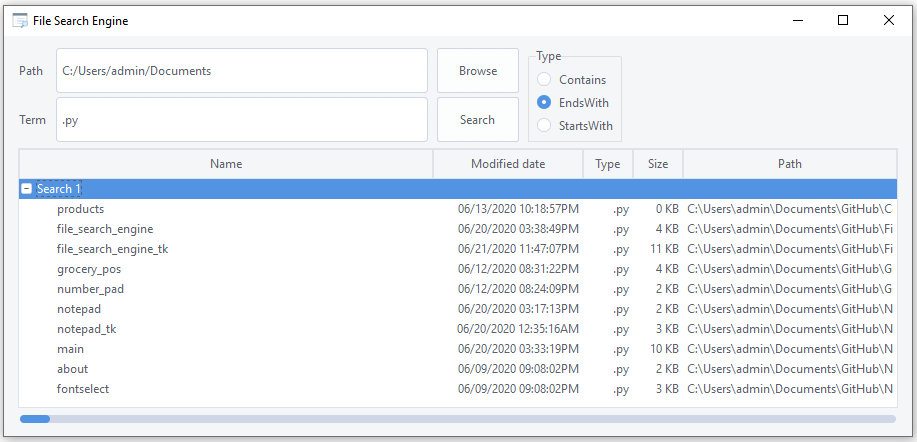 File Search Engine
Path C:/Users/admin/Documents Browse
Term .py Search
Type
Contains
EndsWith
StartsWith
Name Modified date Type Size Path
Search 1
products 06/13/2020 10:18:57PM .py 0 KB C:\Users\admin\Documents\GitHub\C
file_search_engine 06/20/2020 03:38:49PM .py 4 KB C:\Users\admin\Documents\GitHub\Fi
file_search_engine_tk 06/21/2020 11:47:07PM .py 11 KB C:\Users\admin\Documents\GitHub\Fi
grocery_pos 06/12/2020 08:31:22PM .py 4 KB C:\Users\admin\Documents\GitHub\G
number_pad 06/12/2020 08:24:09PM .py 2 KB C:\Users\admin\Documents\GitHub\G
notepad 06/20/2020 03:17:13PM .py 2 KB C:\Users\admin\Documents\GitHub\N
notepad_tk 06/20/2020 12:35:16AM .py 3 KB C:\Users\admin\Documents\GitHub\N
main 06/20/2020 03:33:19PM .py 10 KB C:\Users\admin\Documents\GitHub\N
about 06/09/2020 09:08:02PM .py 2 KB C:\Users\admin\Documents\GitHub\N
fontselect 06/09/2020 09:08:02PM .py 3 KB C:\Users\admin\Documents\GitHub\N